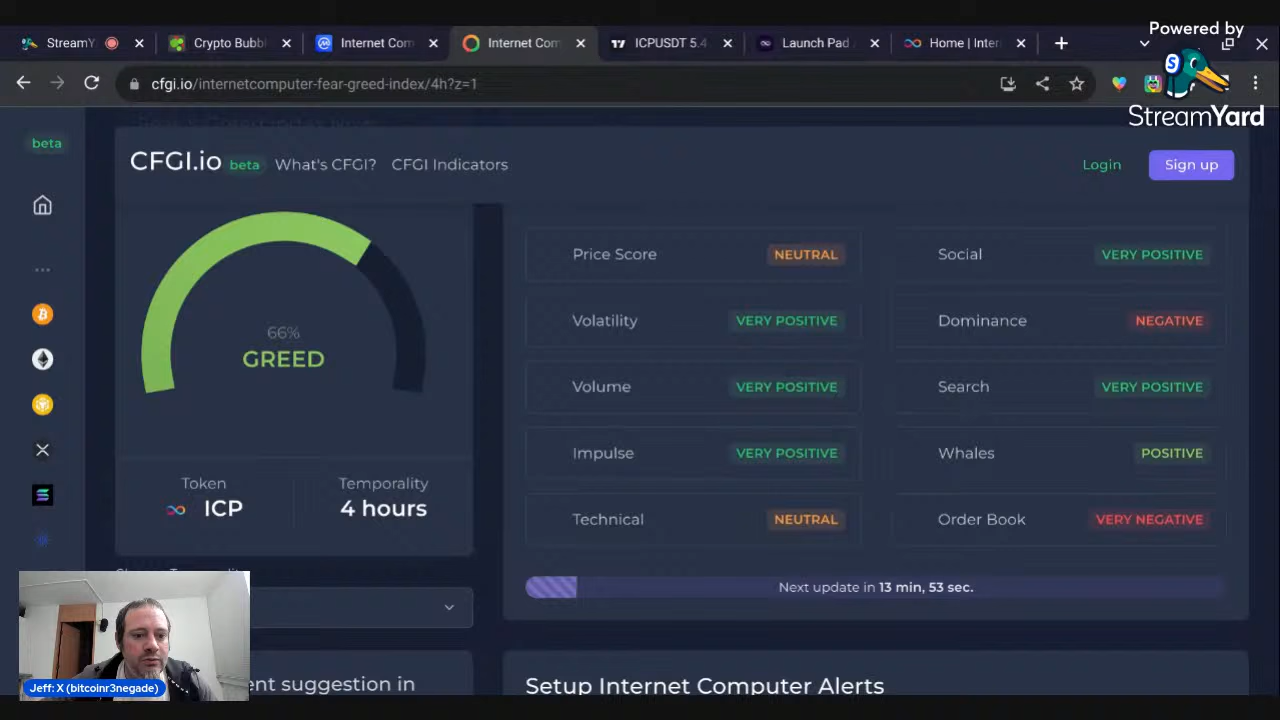 Powered by
StreamYard
StreamY
Crypto Bubbl
Internet Com
Internet Com
ICPUSDT 5.4
Launch Pad
Home | Inter
cfgi.io/internetcomputer-fear-greed-index/4h?z=1
beta
CFGI.io beta What's CFGI? CFGI Indicators
Login Sign up
66%
GREED
Token
ICP
Temporality
4 hours
Price Score NEUTRAL
Social VERY POSITIVE
Volatility VERY POSITIVE
Dominance NEGATIVE
Volume VERY POSITIVE
Search VERY POSITIVE
Impulse VERY POSITIVE
Whales POSITIVE
Technical NEUTRAL
Order Book VERY NEGATIVE
Next update in 13 min, 53 sec.
ent suggestion in
Setup Internet Computer Alerts
Jeff: X (bitcoinr3negade)